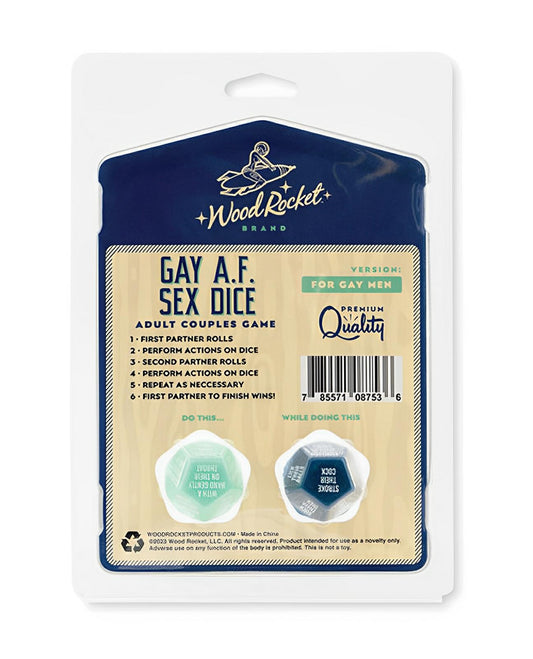 WoodRocket
BRAND
GAY A.F.
SEX DICE
ADULT COUPLES GAME
1 · FIRST PARTNER ROLLS
2 · PERFORM ACTIONS ON DICE
3 · SECOND PARTNER ROLLS
4 · PERFORM ACTIONS ON DICE
5 · REPEAT AS NECCESSARY
6 · FIRST PARTNER TO FINISH WINS!
VERSION:
FOR GAY MEN
PREMIUM
Quality
7 85571 08753 6
DO THIS...
WHILE DOING THIS
WITH A
HAND GENTLY
ON THEIR
THROAT
STROKE
THEIR
COCK
WOODROCKETPRODUCTS.COM • Made in China
©2023 Wood Rocket, LLC. All rights reserved. Product intended for use as a novelty only.
Adverse use on any function of the body is prohibited. This is not a toy.